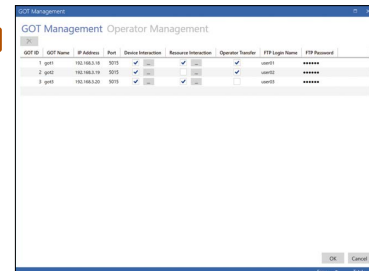 GOT Management
GOT Management Operator Management
GOT ID GOT Name IP Address Port Device Interaction Resource Interaction Operator Transfer FTP Login Name FTP Password
1 got1 192.168.3.18 5015 ... ... user01 ••••••
2 got2 192.168.3.19 5015 ... ... user02 ••••••
3 got3 192.168.3.20 5015 ... ... user03 ••••••
OK Cancel